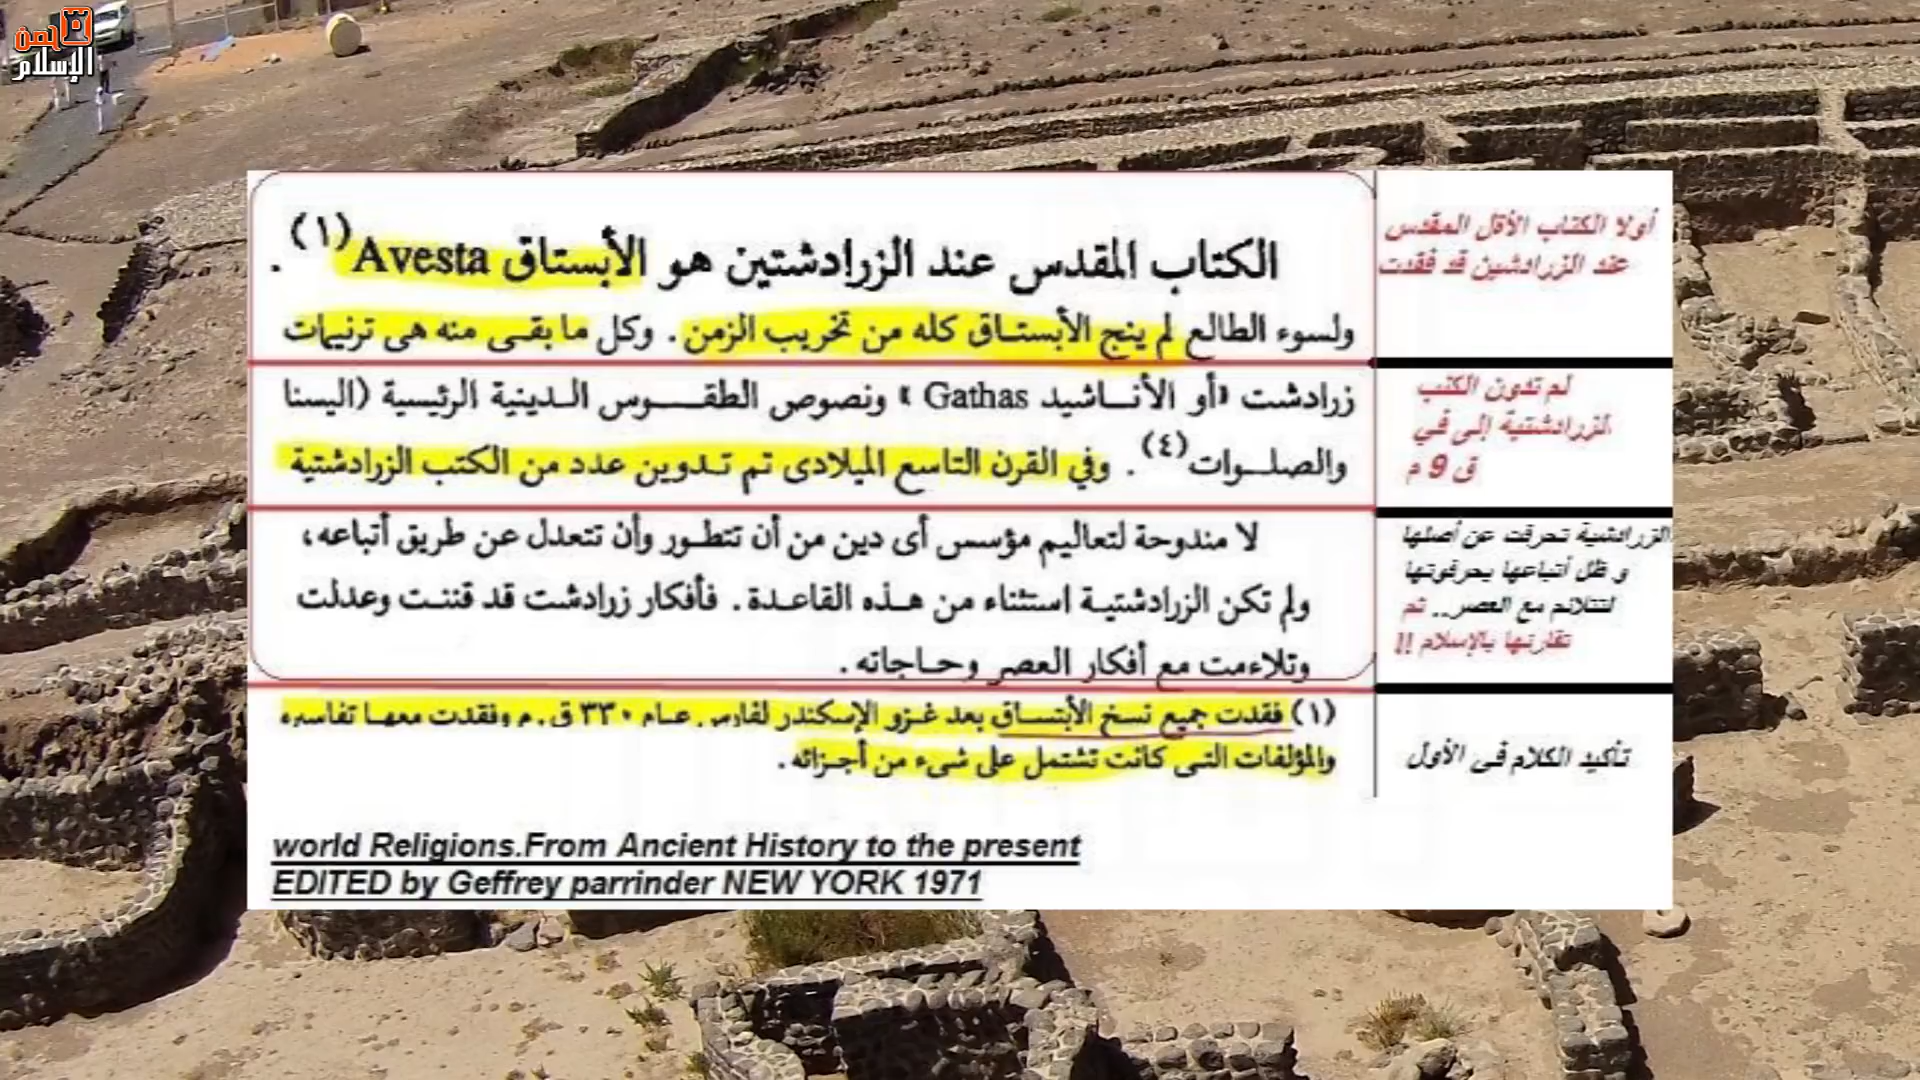 حصن
الإسلام
الكتاب المقدس عند الزرادشتين هو الأبستاق Avesta (١) .
ولسوء الطالع لم ينج الأبستاق كله من تخريب الزمن . وكل ما بقى منه هى ترنيمات
زرادشت «أو الأناشيد Gathas » ونصوص الطقوس الدينية الرئيسية (اليسنا
والصلوات (٤) . وفي القرن التاسع الميلادى تم تدوين عدد من الكتب الزرادشتية
لا مندوحة لتعاليم مؤسس أى دين من أن تتطور وأن تتعدل عن طريق أتباعه،
ولم تكن الزرادشتية استثناء من هذه القاعدة. فأفكار زرادشت قد قننت وعدلت
وتلاءمت مع أفكار العصر وحاجاته .
(١) فقدت جميع نسخ الأبتساق بعد غزو الإسكندر لفارس عام ٣٣٠ ق.م وفقدت معها تفاسيره
والمؤلفات التى كانت تشتمل على شىء من أجزائه .
أولا الكتاب الأقل المقدس
عند الزرادشين قد فقدت
لم تدون الكتب
لزرادشتية إلى في
ق 9 م
الزرادشية تحرفت عن أصلها
و ظل أتباعها يحرفوتها
لتتلائم مع العصر.. ثم
تقارنها بالإسلام !!
تأكيد الكلام فى الأول
world Religions.From Ancient History to the present
EDITED by Geffrey parrinder NEW YORK 1971